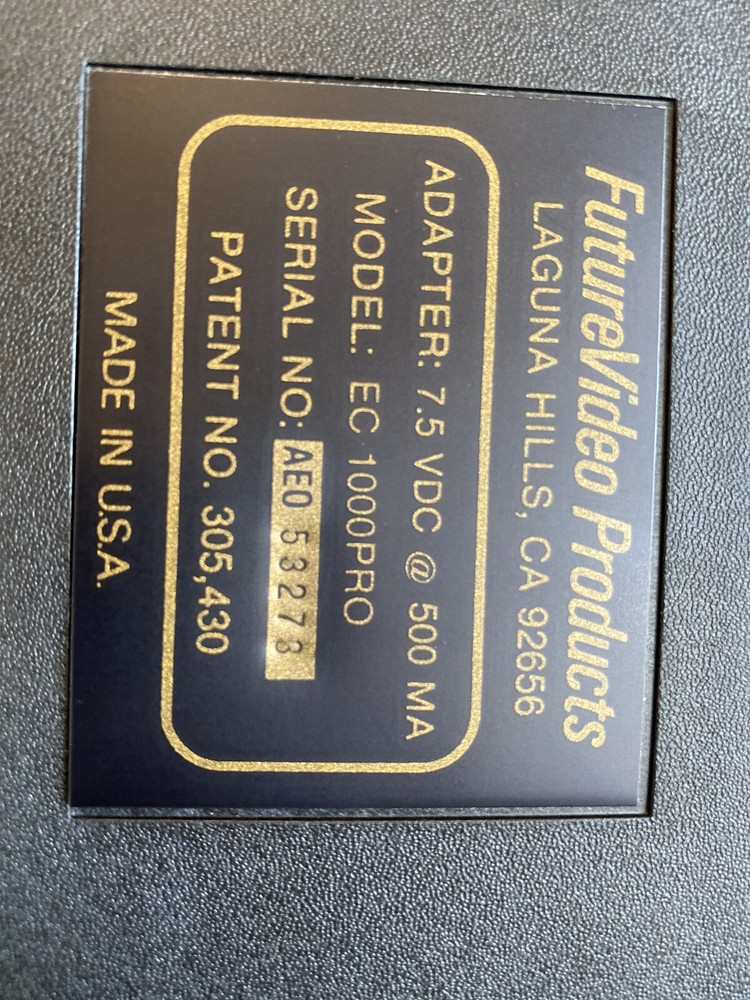 FutureVideo Products
LAGUNA HILLS, CA 92656
ADAPTER: 7.5 VDC @ 500 MA
MODEL: EC 1000PRO
SERIAL NO: AEO 53273
PATENT NO. 305,430
MADE IN U.S.A.